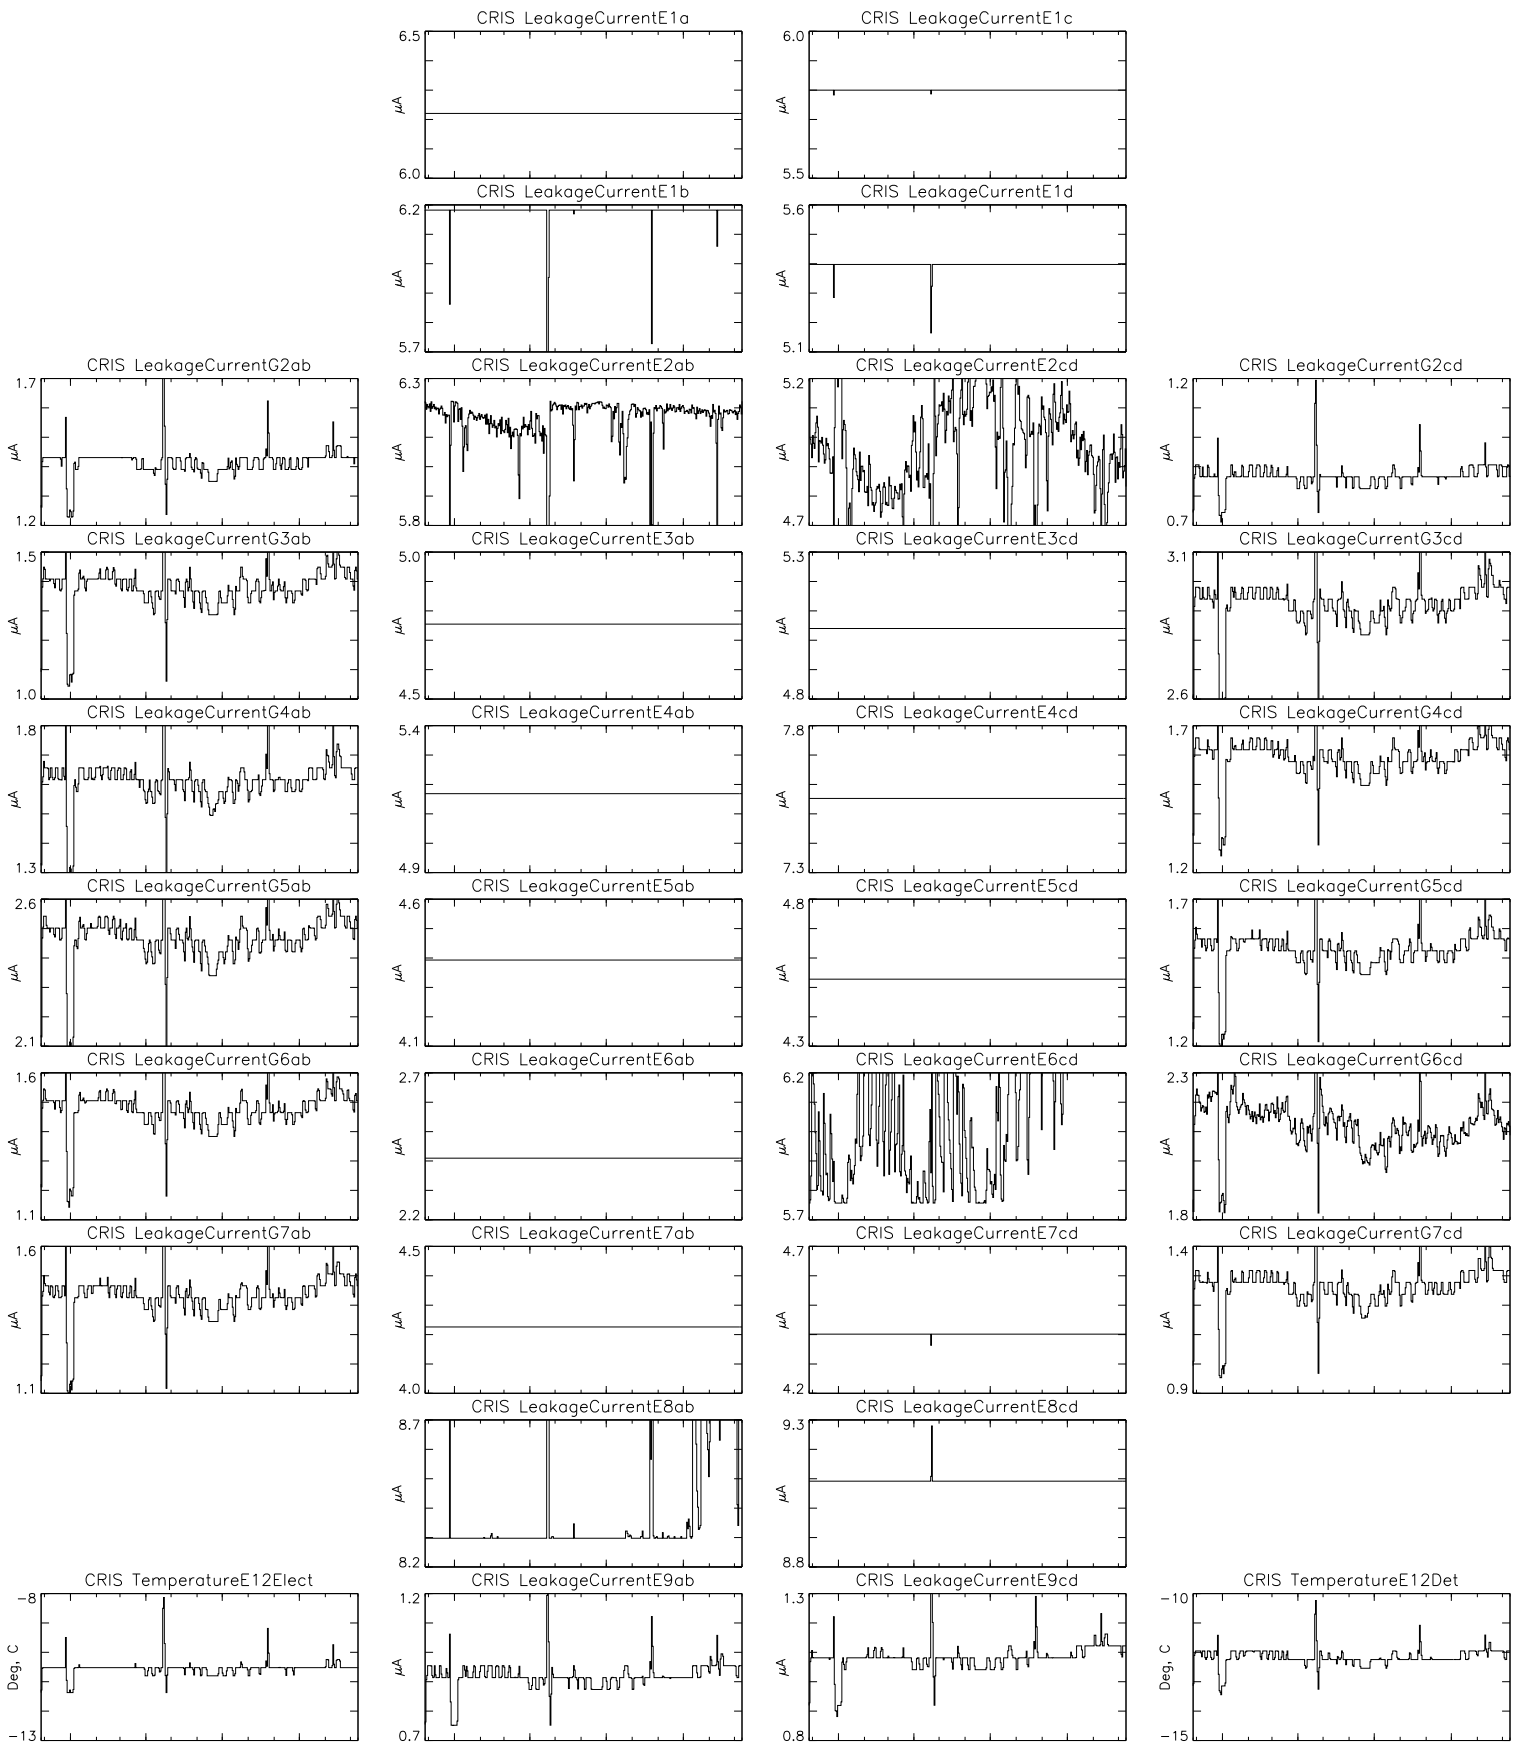 CRIS LeakageCurrentE1a
6.5
μA
6.0
CRIS LeakageCurrentE1c
6.0
μA
5.5
CRIS LeakageCurrentE1b
6.2
μA
5.7
CRIS LeakageCurrentE1d
5.6
μA
5.1
CRIS LeakageCurrentG2ab
1.7
μA
1.2
CRIS LeakageCurrentE2ab
6.3
μA
5.8
CRIS LeakageCurrentE2cd
5.2
μA
4.7
CRIS LeakageCurrentG2cd
1.2
μA
0.7
CRIS LeakageCurrentG3ab
1.5
μA
1.0
CRIS LeakageCurrentE3ab
5.0
μA
4.5
CRIS LeakageCurrentE3cd
5.3
μA
4.8
CRIS LeakageCurrentG3cd
3.1
μA
2.6
CRIS LeakageCurrentG4ab
1.8
μA
1.3
CRIS LeakageCurrentE4ab
5.4
μA
4.9
CRIS LeakageCurrentE4cd
7.8
μA
7.3
CRIS LeakageCurrentG4cd
1.7
μA
1.2
CRIS LeakageCurrentG5ab
2.6
μA
2.1
CRIS LeakageCurrentE5ab
4.6
μA
4.1
CRIS LeakageCurrentE5cd
4.8
μA
4.3
CRIS LeakageCurrentG5cd
1.7
μA
1.2
CRIS LeakageCurrentG6ab
1.6
μA
1.1
CRIS LeakageCurrentE6ab
2.7
μA
2.2
CRIS LeakageCurrentE6cd
6.2
μA
5.7
CRIS LeakageCurrentG6cd
2.3
μA
1.8
CRIS LeakageCurrentG7ab
1.6
μA
1.1
CRIS LeakageCurrentE7ab
4.5
μA
4.0
CRIS LeakageCurrentE7cd
4.7
μA
4.2
CRIS LeakageCurrentG7cd
1.4
μA
0.9
CRIS LeakageCurrentE8ab
8.7
μA
8.2
CRIS LeakageCurrentE8cd
9.3
μA
8.8
CRIS TemperatureE12Elect
-8
Deg, C
-13
CRIS LeakageCurrentE9ab
1.2
μA
0.7
CRIS LeakageCurrentE9cd
1.3
μA
0.8
CRIS TemperatureE12Det
-10
Deg, C
-15